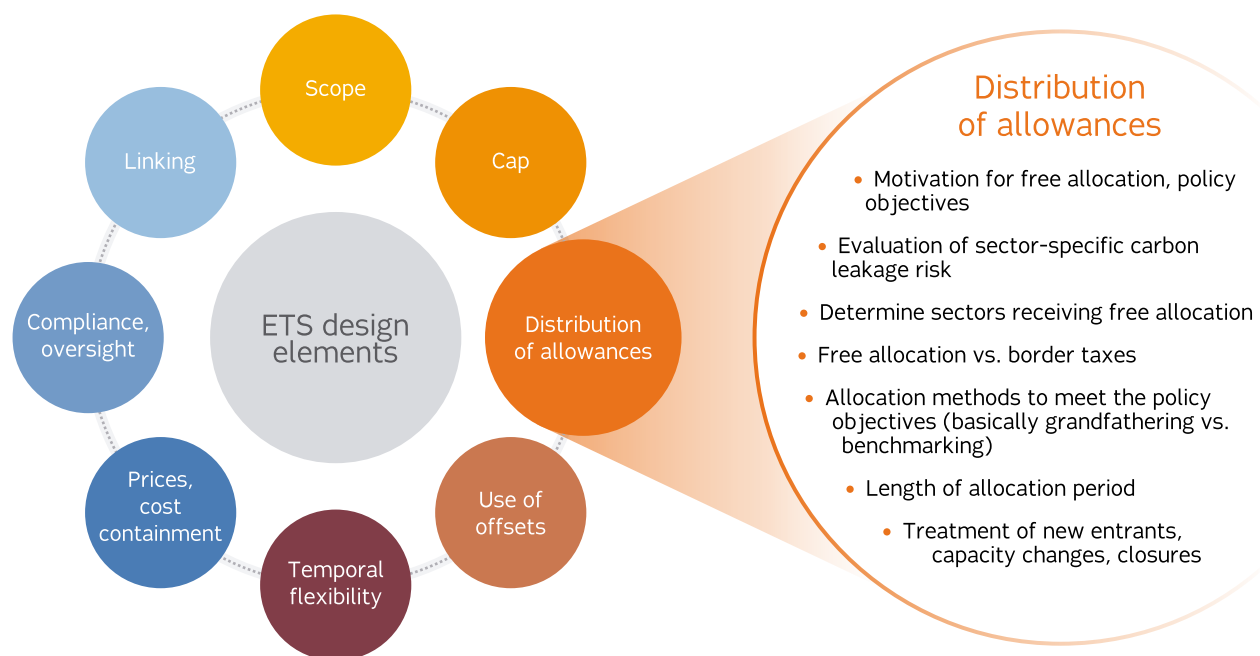 Scope
Linking
Cap
Compliance,
oversight
ETS design
elements
Distribution
of allowances
Prices,
cost
containment
Use of
offsets
Temporal
flexibility
Distribution
of allowances
• Motivation for free allocation, policy
objectives
• Evaluation of sector-specific carbon
leakage risk
• Determine sectors receiving free allocation
• Free allocation vs. border taxes
• Allocation methods to meet the policy
objectives (basically grandfathering vs.
benchmarking)
• Length of allocation period
• Treatment of new entrants,
capacity changes, closures